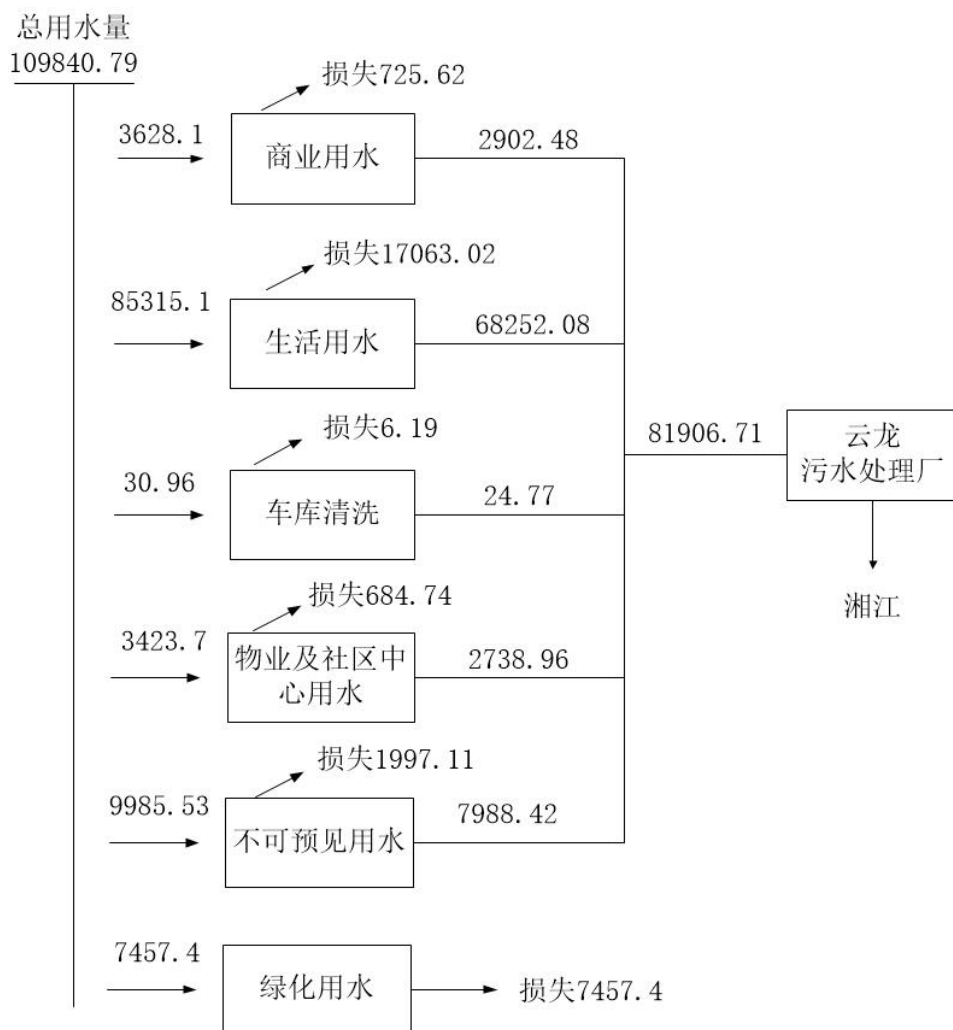 总用水量
109840.79
损失725.62
3628.1
商业用水
2902.48
损失17063.02
85315.1
生活用水
68252.08
损失6.19
30.96
车库清洗
24.77
81906.71
云龙
污水处理厂
湘江
损失684.74
3423.7
物业及社区中
心用水
2738.96
损失1997.11
9985.53
不可预见用水
7988.42
7457.4
绿化用水
损失7457.4